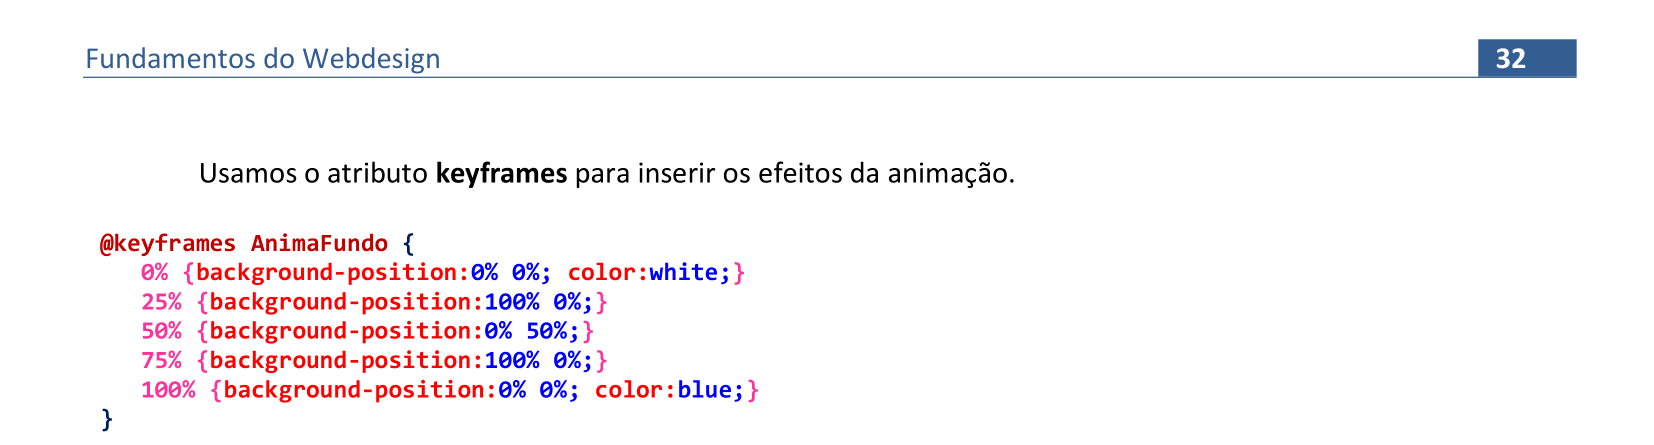 Fundamentos do Webdesign 32
Usamos o atributo keyframes para inserir os efeitos da animação.
@keyframes AnimaFundo {
0% {background-position:0% 0%; color:white;}
25% {background-position:100% 0%;}
50% {background-position:0% 50%;}
75% {background-position:100% 0%;}
100% {background-position:0% 0%; color:blue;}
}